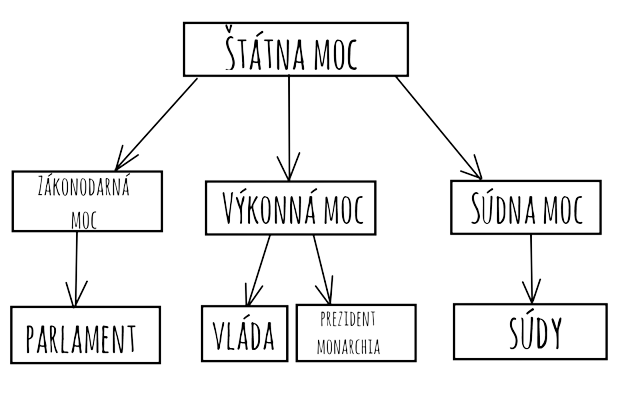 ŠTÁTNA MOC
ZÁKONODARNÁ
MOC
VÝKONNÁ MOC
SÚDNA MOC
PARLAMENT
VLÁDA
PREZIDENT
MONARCHIA
SÚDY